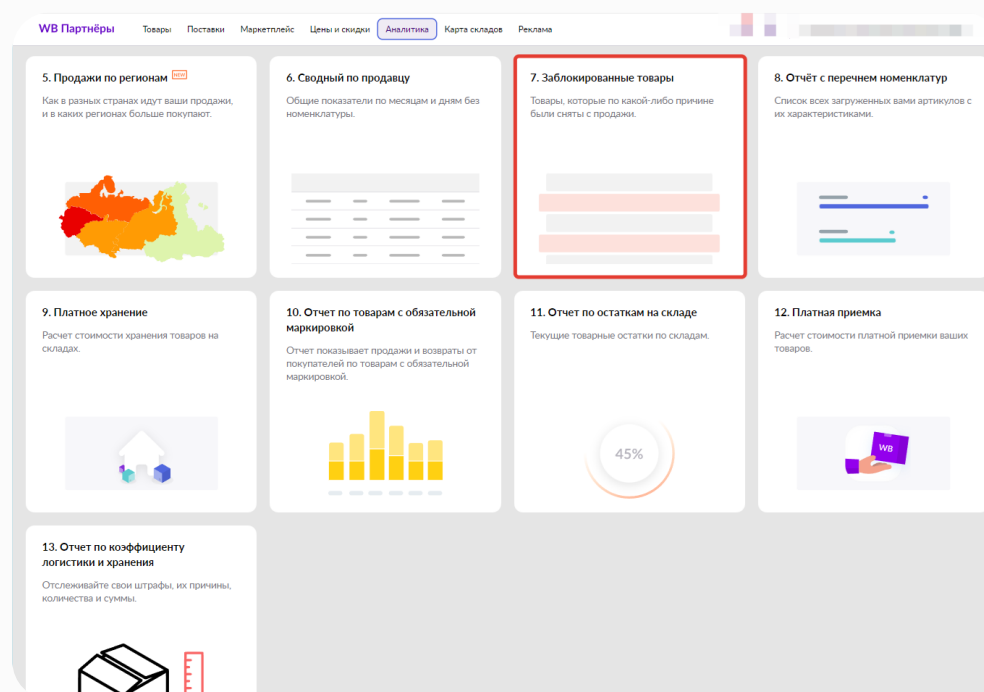 WB Партнёры
Товары
Поставки
Маркетплейс
Цены и скидки
Аналитика
Карта складов
Реклама
5. Продажи по регионам NEW
Как в разных странах идут ваши продажи,
и в каких регионах больше покупают.
6. Сводный по продавцу
Общие показатели по месяцам и дням без
номенклатуры.
7. Заблокированные товары
Товары, которые по какой-либо причине
были сняты с продажи.
8. Отчёт с перечнем номенклатур
Список всех загруженных вами артикулов с
их характеристиками.
9. Платное хранение
Расчет стоимости хранения товаров на
складах.
10. Отчет по товарам с обязательной
маркировкой
Отчет показывает продажи и возвраты от
покупателей по товарам с обязательной
маркировкой.
11. Отчет по остаткам на складе
Текущие товарные остатки по складам.
45%
12. Платная приемка
Расчет стоимости платной приемки ваших
товаров.
WB
13. Отчет по коэффициенту
логистики и хранения
Отслеживайте свои штрафы, их причины,
количества и суммы.